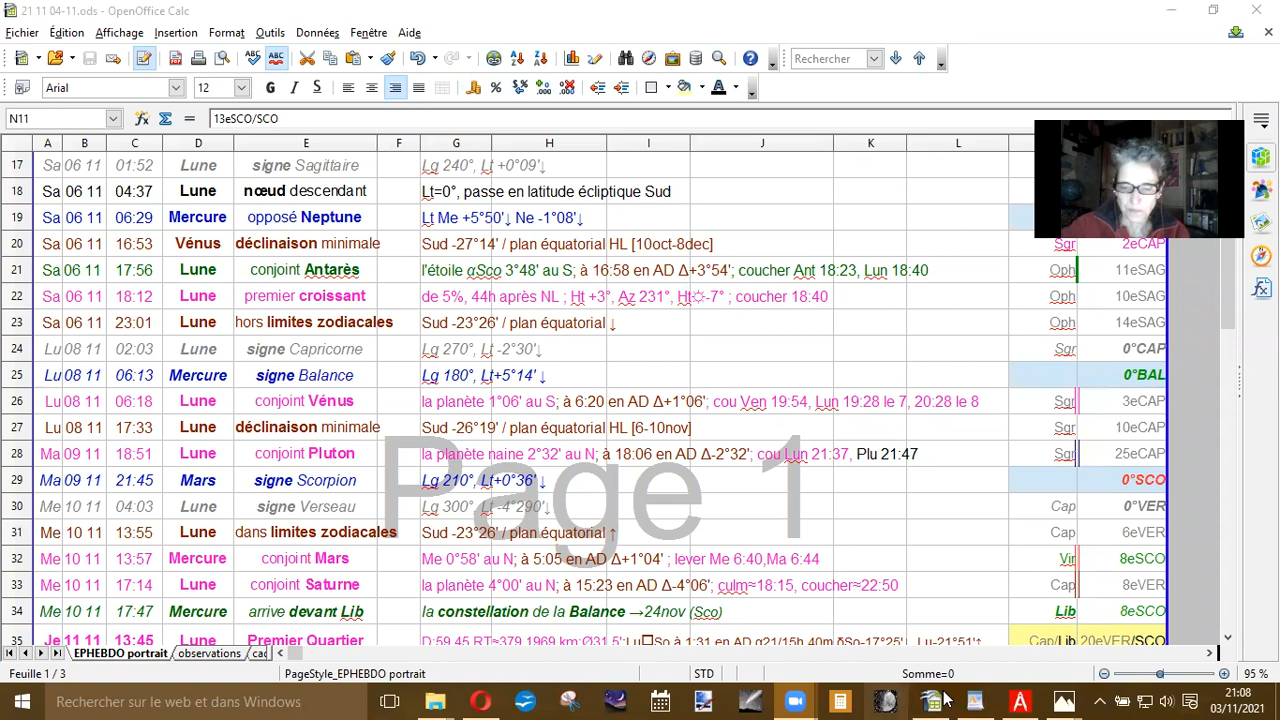 21 11 04-11.ods - OpenOffice Calc
Fichier Édition Affichage Insertion Format Outils Données Fenêtre Aide
Rechercher
Arial 12 G I S
N11 13eSCO/SCO
A B C D E F G H I J K L
17 Sa 06 11 01:52 Lune signe Sagittaire Lg 240°, Lt +0°09'↓
18 Sa 06 11 04:37 Lune nœud descendant Lt=0°, passe en latitude écliptique Sud
19 Sa 06 11 06:29 Mercure opposé Neptune Lt Me +5°50'↓ Ne -1°08'↓
20 Sa 06 11 16:53 Vénus déclinaison minimale Sud -27°14' / plan équatorial HL [10oct-8dec] Sgr 2eCAP
21 Sa 06 11 17:56 Lune conjoint Antarès l'étoile αSco 3°48' au S; à 16:58 en AD Δ+3°54'; coucher Ant 18:23, Lun 18:40 Oph 11eSAG
22 Sa 06 11 18:12 Lune premier croissant de 5%, 44h après NL ; Ht +3°, Az 231°, Ht☼-7° ; coucher 18:40 Oph 10eSAG
23 Sa 06 11 23:01 Lune hors limites zodiacales Sud -23°26' / plan équatorial ↓ Oph 14eSAG
24 Lu 08 11 02:03 Lune signe Capricorne Lg 270°, Lt -2°30'↓ Sgr 0°CAP
25 Lu 08 11 06:13 Mercure signe Balance Lg 180°, Lt+5°14' ↓ 0°BAL
26 Lu 08 11 06:18 Lune conjoint Vénus la planète 1°06' au S; à 6:20 en AD Δ+1°06'; cou Ven 19:54, Lun 19:28 le 7, 20:28 le 8 Sgr 3eCAP
27 Lu 08 11 17:33 Lune déclinaison minimale Sud -26°19' / plan équatorial HL [6-10nov] Sgr 10eCAP
28 Ma 09 11 18:51 Lune conjoint Pluton la planète naine 2°32' au N; à 18:06 en AD Δ-2°32'; cou Lun 21:37, Plu 21:47 Sgr 25eCAP
29 Ma 09 11 21:45 Mars signe Scorpion Lg 210°, Lt+0°36' ↓ 0°SCO
30 Me 10 11 04:03 Lune signe Verseau Lg 300°, Lt -4°290'↓ Cap 0°VER
31 Me 10 11 13:55 Lune dans limites zodiacales Sud -23°26' / plan équatorial ↑ Cap 6eVER
32 Me 10 11 13:57 Mercure conjoint Mars Me 0°58' au N; à 5:05 en AD Δ+1°04' ; lever Me 6:40,Ma 6:44 Vir 8eSCO
33 Me 10 11 17:14 Lune conjoint Saturne la planète 4°00' au N; à 15:23 en AD Δ-4°06'; culm≈18:15, coucher≈22:50 Cap 8eVER
34 Me 10 11 17:47 Mercure arrive devant Lib la constellation de la Balance →24nov (Sco) Lib 8eSCO
35 Je 11 11 13:45 Lune Premier Quartier Cap/Lib 20eVER/SCO
Page 1
EPHEBDO portrait observations
Feuille 1 / 3 PageStyle_EPHEBDO portrait STD Somme=0 95 %
Rechercher sur le web et dans Windows 21:08
03/11/2021